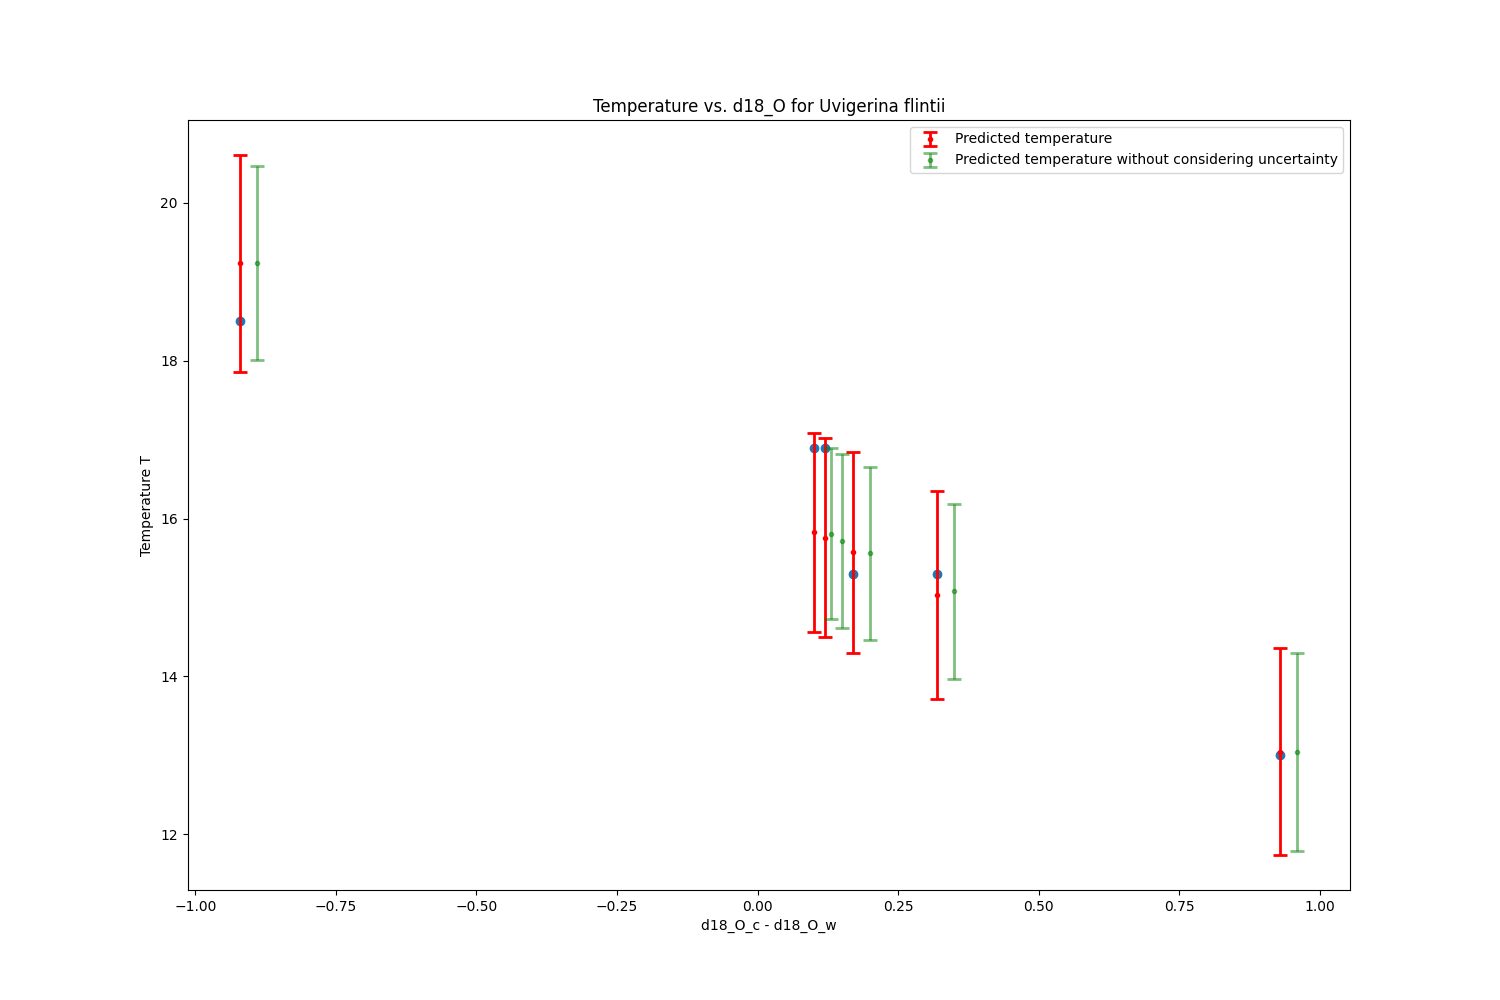 Temperature vs. d18_O for Uvigerina flintii
Predicted temperature
Predicted temperature without considering uncertainty
Temperature T
20
18
16
14
12
−1.00 −0.75 −0.50 −0.25 0.00 0.25 0.50 0.75 1.00
d18_O_c - d18_O_w